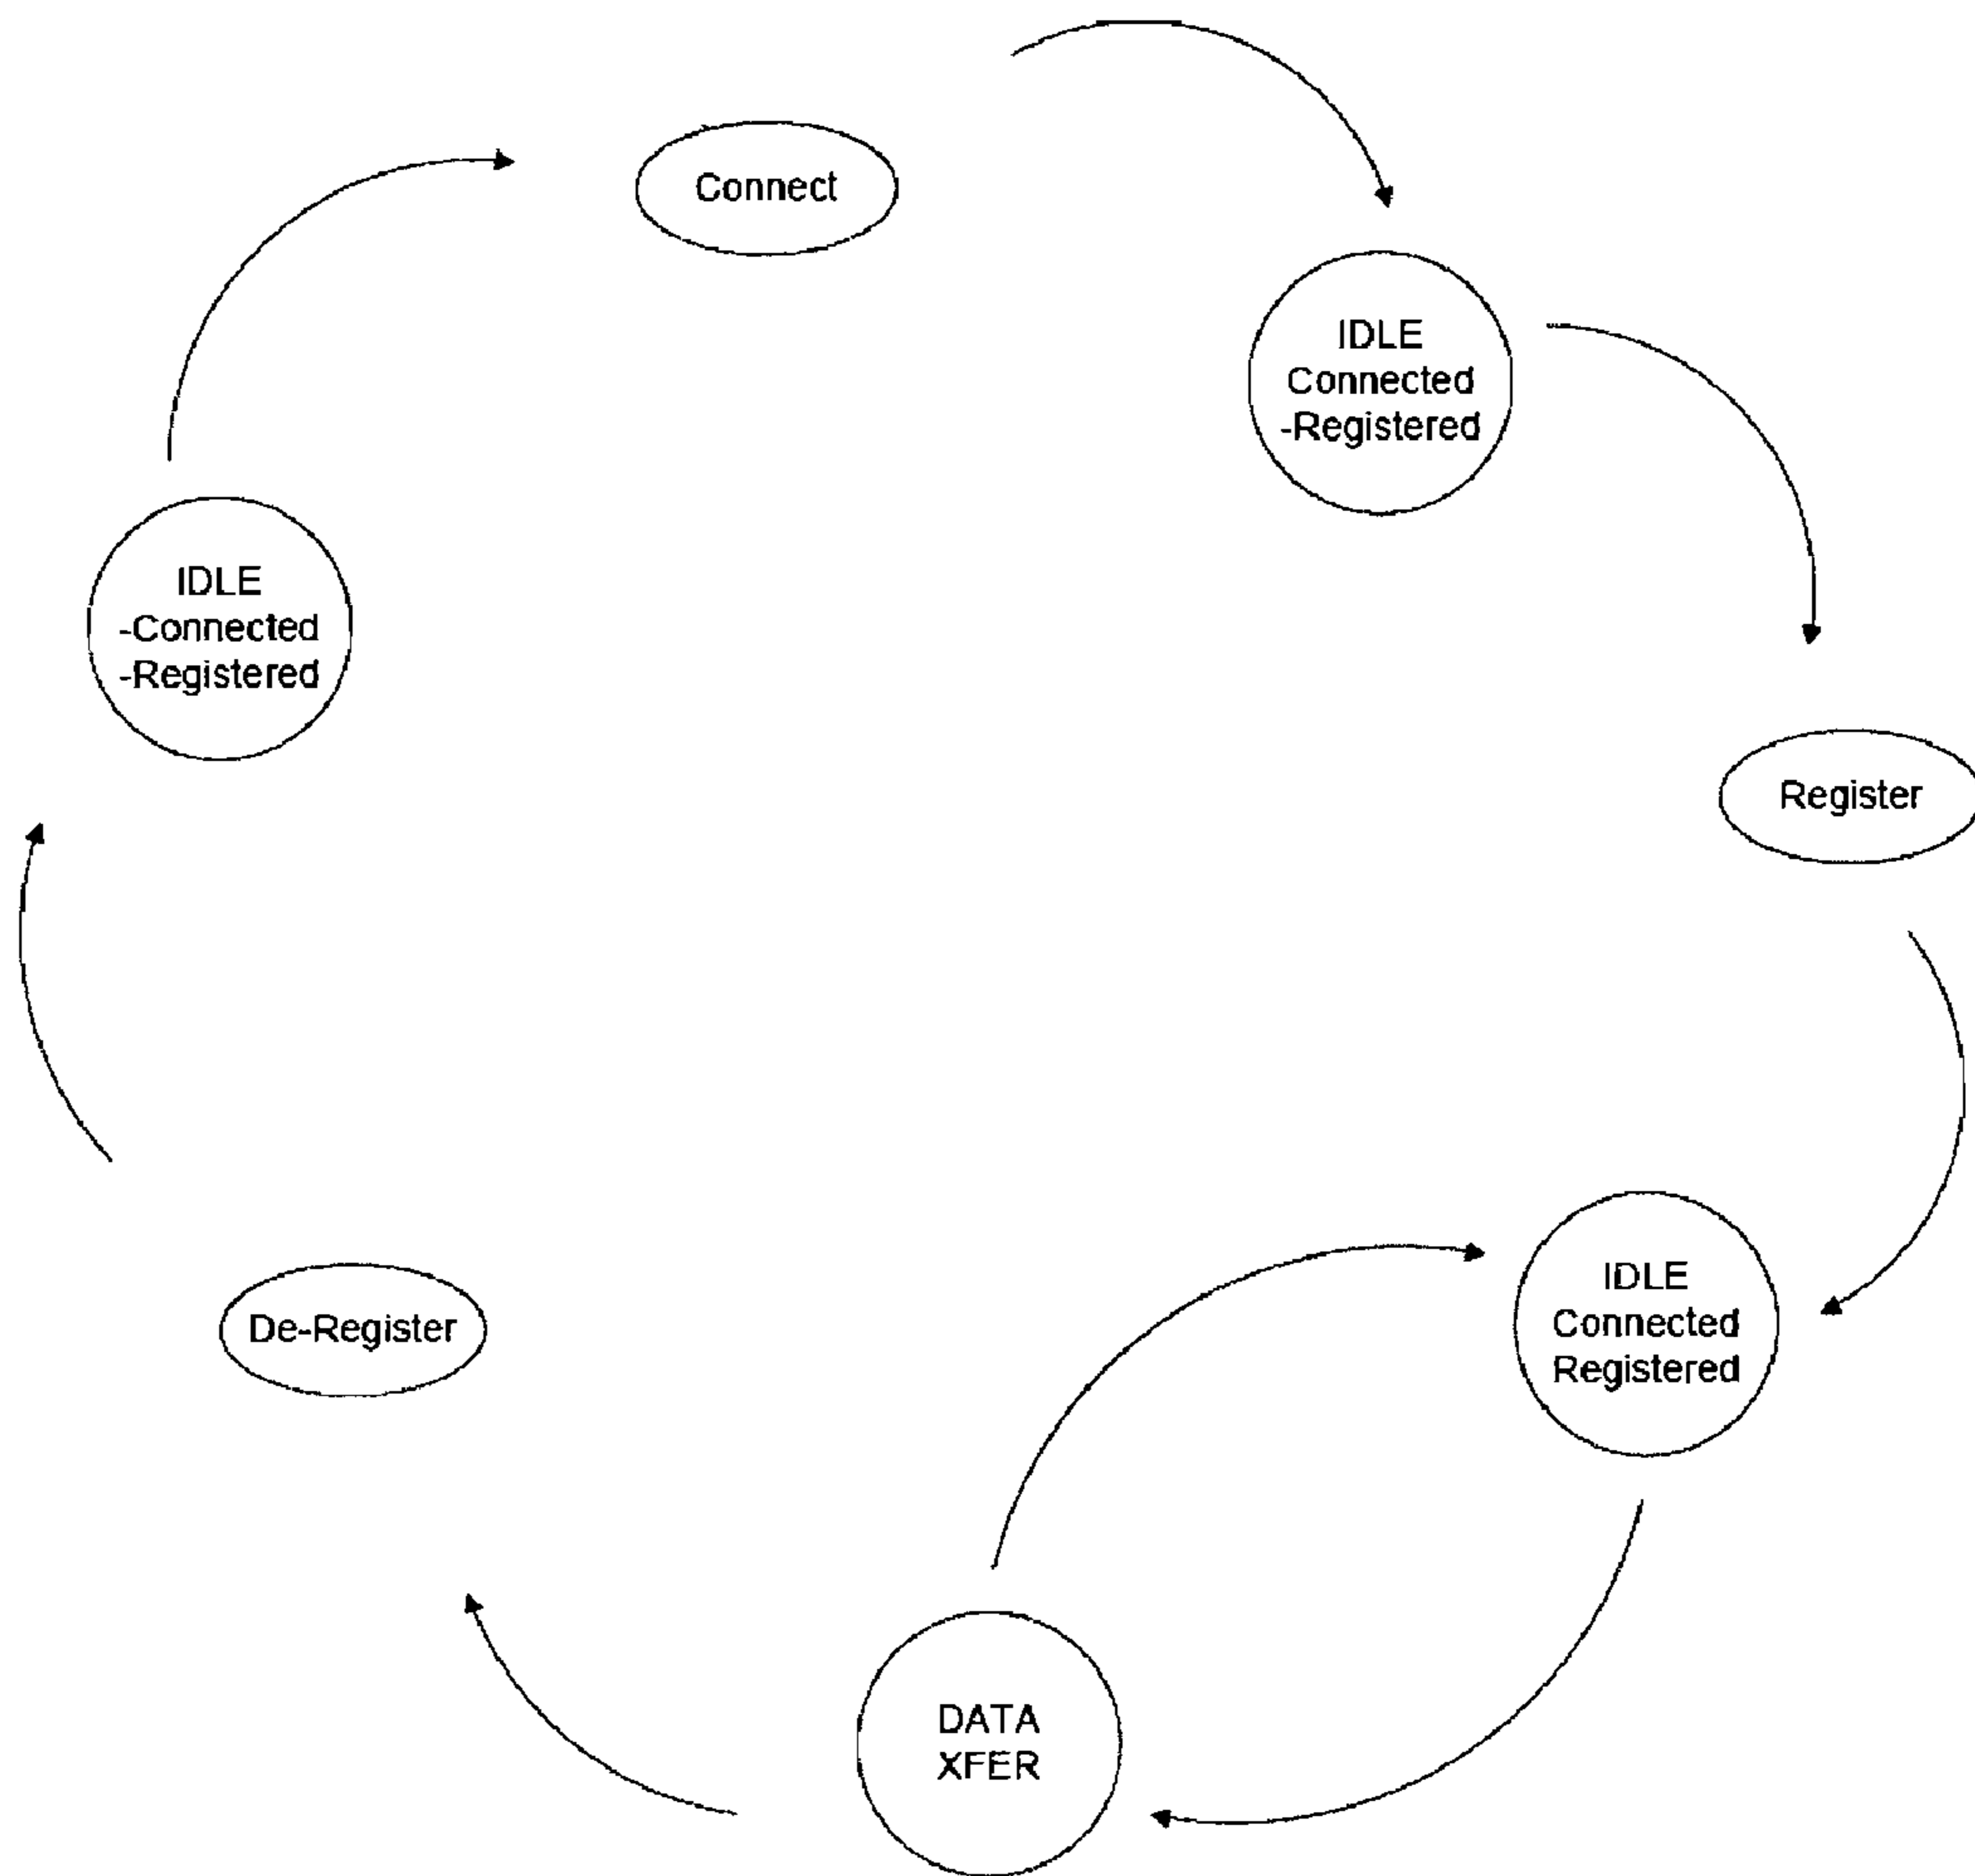 Connect
IDLE
Connected
-Registered
IDLE
-Connected
-Registered
Register
IDLE
Connected
Registered
De-Register
DATA
XFER